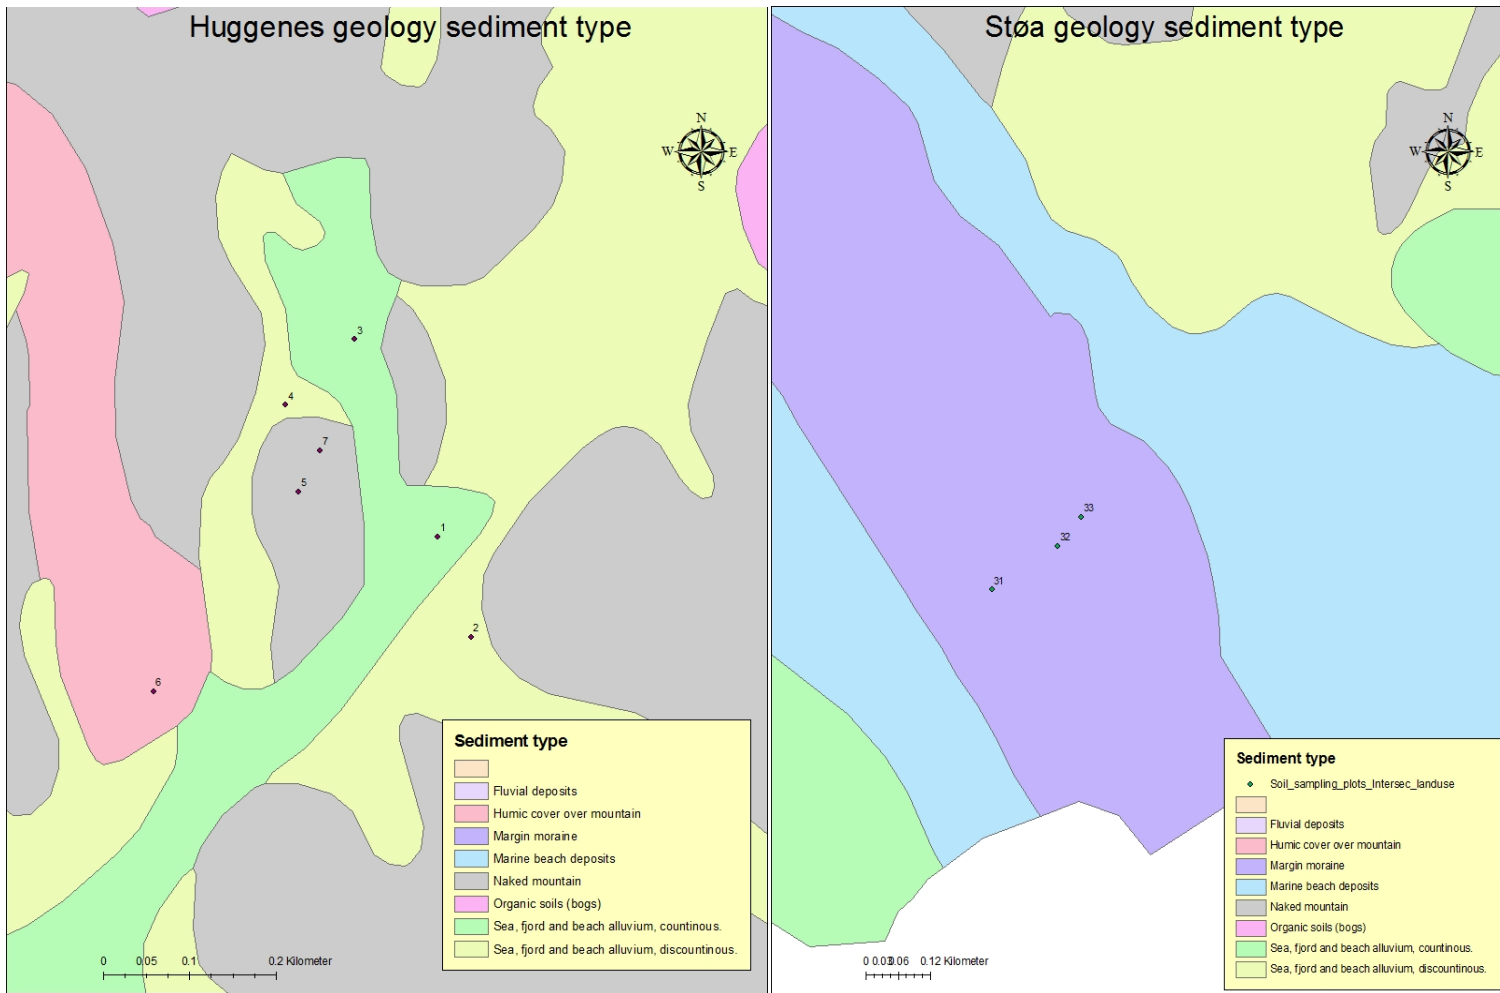 Huggenes geology sediment type
N
W E
S
3
4
7
5
1
2
6
Sediment type
Fluvial deposits
Humic cover over mountain
Margin moraine
Marine beach deposits
Naked mountain
Organic soils (bogs)
Sea, fjord and beach alluvium, countinous.
Sea, fjord and beach alluvium, discountinous.
0 0.05 0.1 0.2 Kilometer
Støa geology sediment type
N
W E
S
33
32
31
Sediment type
Soil_sampling_plots_Intersec_landuse
Fluvial deposits
Humic cover over mountain
Margin moraine
Marine beach deposits
Naked mountain
Organic soils (bogs)
Sea, fjord and beach alluvium, countinous.
Sea, fjord and beach alluvium, discountinous.
0 0.03 0.06 0.12 Kilometer